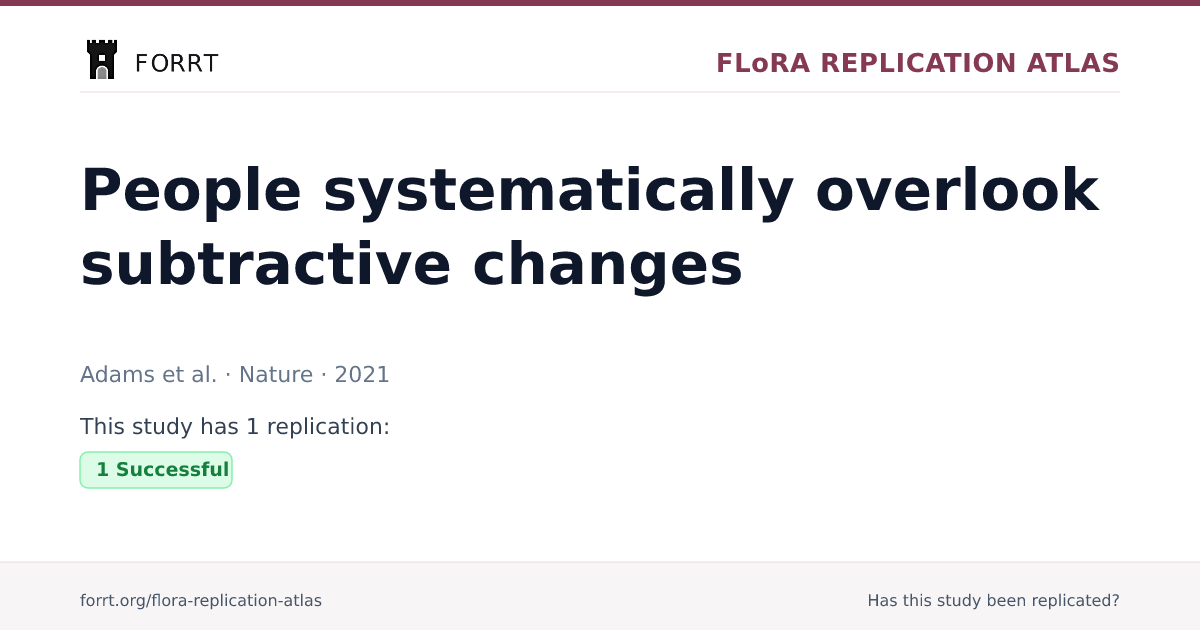 FORRT
FLoRA REPLICATION ATLAS
People systematically overlook
subtractive changes
Adams et al. · Nature · 2021
This study has 1 replication:
1 Successful
forrt.org/flora-replication-atlas
Has this study been replicated?